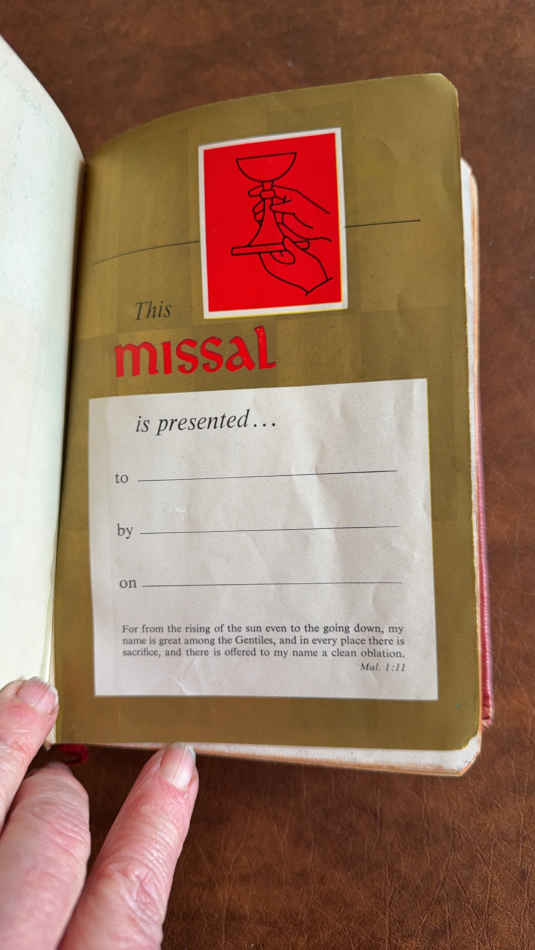 This
missal
is presented...
to
by
on
For from the rising of the sun even to the going down, my
name is great among the Gentiles, and in every place there is
sacrifice, and there is offered to my name a clean oblation.
Mal. 1:11